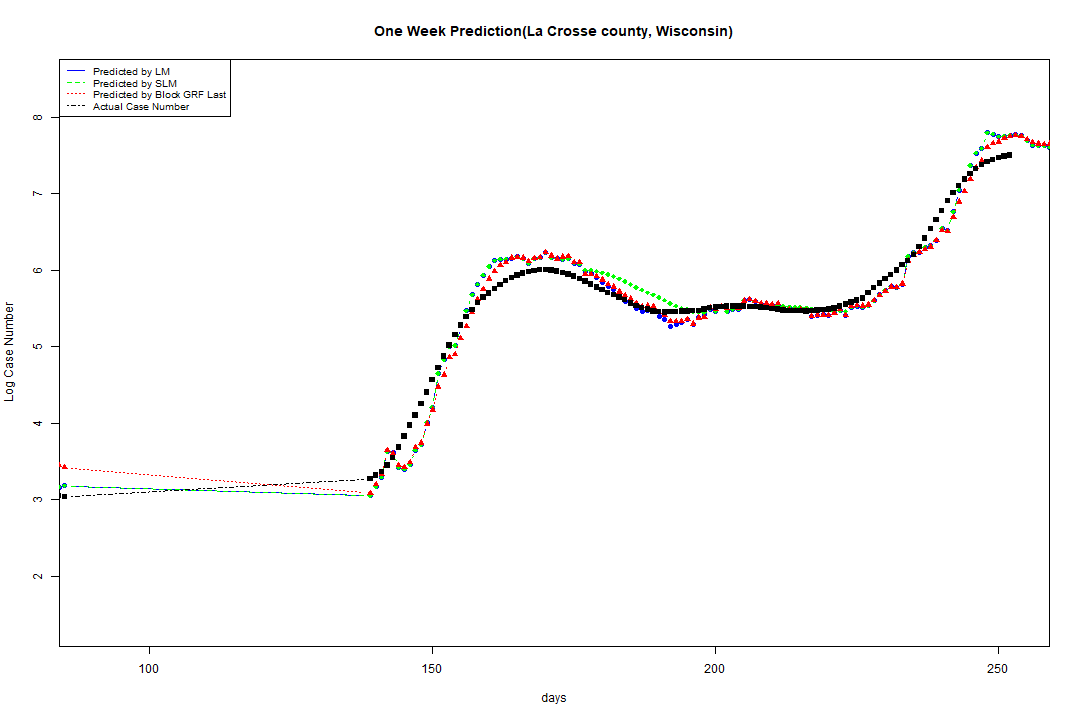 One Week Prediction(La Crosse county, Wisconsin)
Predicted by LM
Predicted by SLM
Predicted by Block GRF Last
Actual Case Number
Log Case Number
8
7
6
5
4
3
2
100 150 200 250
days